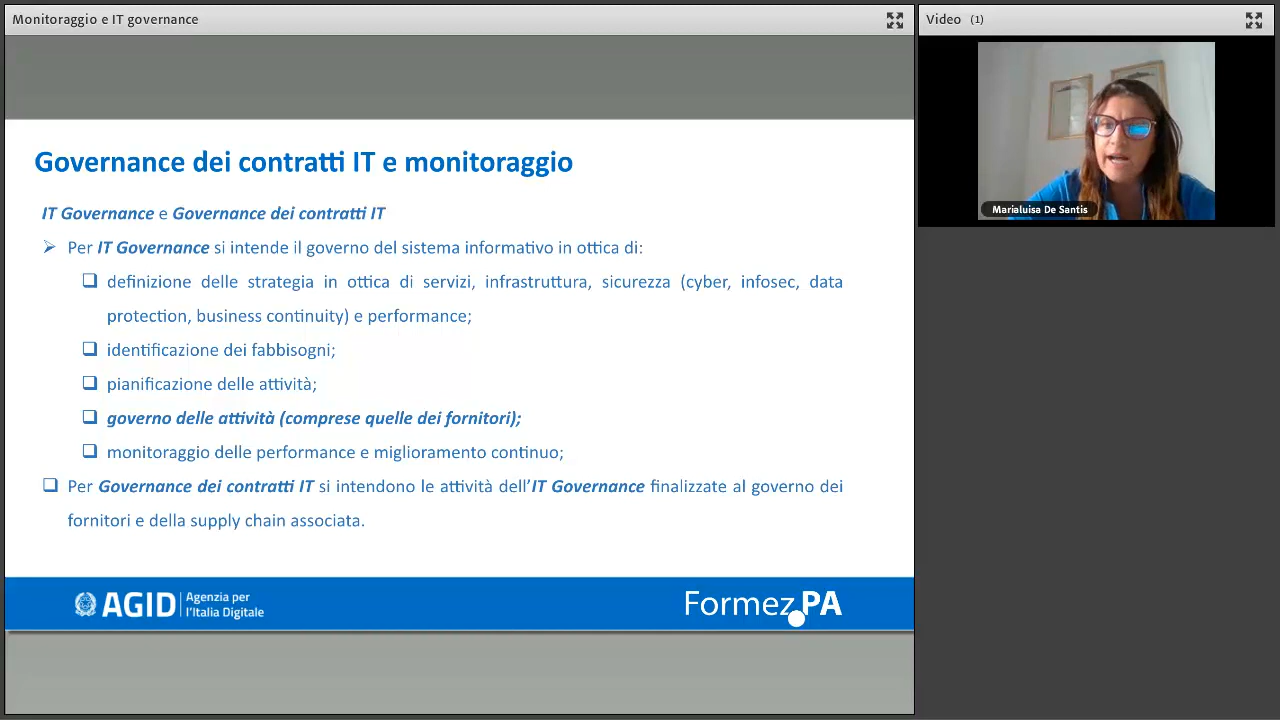 Monitoraggio e IT governance
Video (1)
Marialuisa De Santis
Governance dei contratti IT e monitoraggio
IT Governance e Governance dei contratti IT
Per IT Governance si intende il governo del sistema informativo in ottica di:
definizione delle strategia in ottica di servizi, infrastruttura, sicurezza (cyber, infosec, data
protection, business continuity) e performance;
identificazione dei fabbisogni;
pianificazione delle attività;
governo delle attività (comprese quelle dei fornitori);
monitoraggio delle performance e miglioramento continuo;
Per Governance dei contratti IT si intendono le attività dell'IT Governance finalizzate al governo dei
fornitori e della supply chain associata.
AGID Agenzia per
l'Italia Digitale
Formez PA